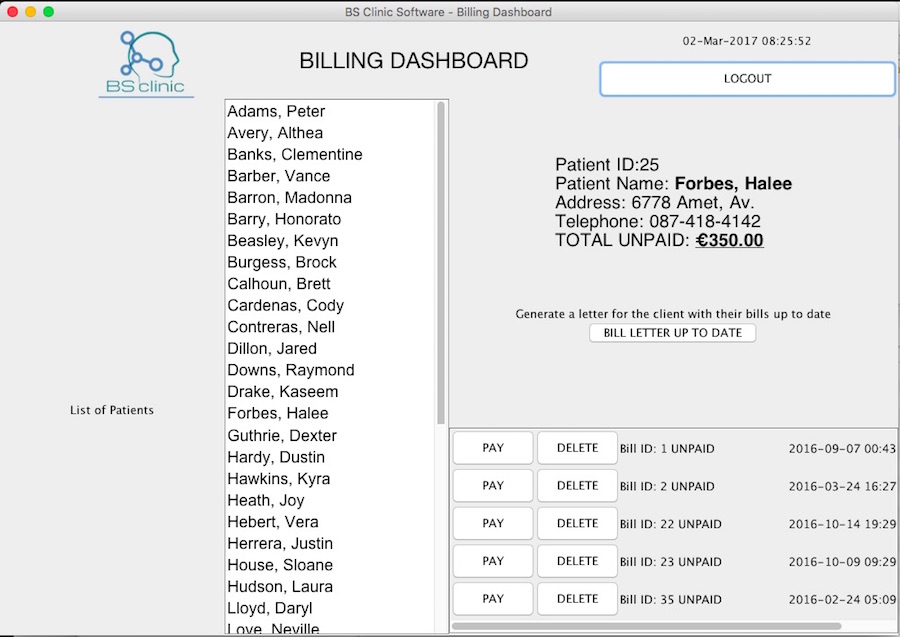 BS Clinic Software - Billing Dashboard
BS clinic
BILLING DASHBOARD
02-Mar-2017 08:25:52
LOGOUT
List of Patients
Adams, Peter
Avery, Althea
Banks, Clementine
Barber, Vance
Barron, Madonna
Barry, Honorato
Beasley, Kevyn
Burgess, Brock
Calhoun, Brett
Cardenas, Cody
Contreras, Nell
Dillon, Jared
Downs, Raymond
Drake, Kaseem
Forbes, Halee
Guthrie, Dexter
Hardy, Dustin
Hawkins, Kyra
Heath, Joy
Hebert, Vera
Herrera, Justin
House, Sloane
Hudson, Laura
Lloyd, Daryl
Love, Neville
Patient ID:25
Patient Name: Forbes, Halee
Address: 6778 Amet, Av.
Telephone: 087-418-4142
TOTAL UNPAID: €350.00
Generate a letter for the client with their bills up to date
BILL LETTER UP TO DATE
PAY DELETE Bill ID: 1 UNPAID 2016-09-07 00:43
PAY DELETE Bill ID: 2 UNPAID 2016-03-24 16:27
PAY DELETE Bill ID: 22 UNPAID 2016-10-14 19:29
PAY DELETE Bill ID: 23 UNPAID 2016-10-09 09:29
PAY DELETE Bill ID: 35 UNPAID 2016-02-24 05:09